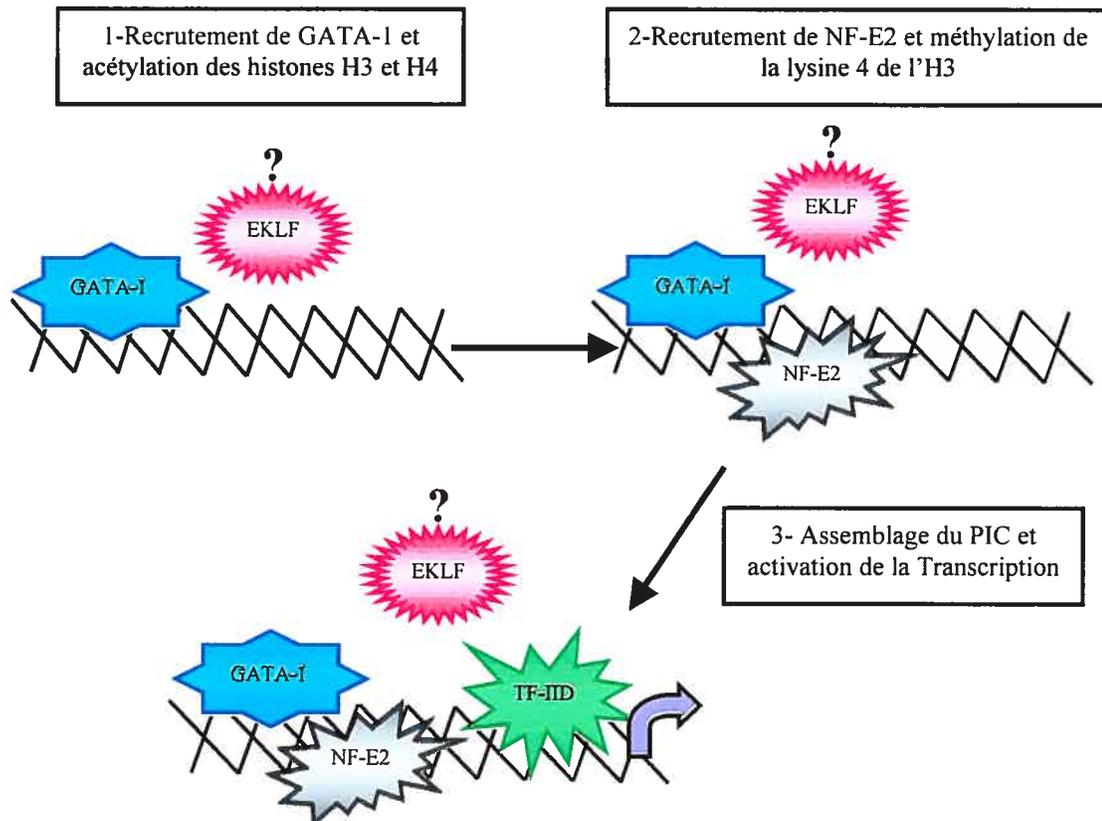 1-Recrutement de GATA-1 et
acétylation des histones H3 et H4
2-Recrutement de NF-E2 et méthylation de
la lysine 4 de l'H3
?
EKLF
GATA-1
?
EKLF
GATA-1
NF-E2
3- Assemblage du PIC et
activation de la Transcription
?
EKLF
GATA-1
TF-IID
NF-E2